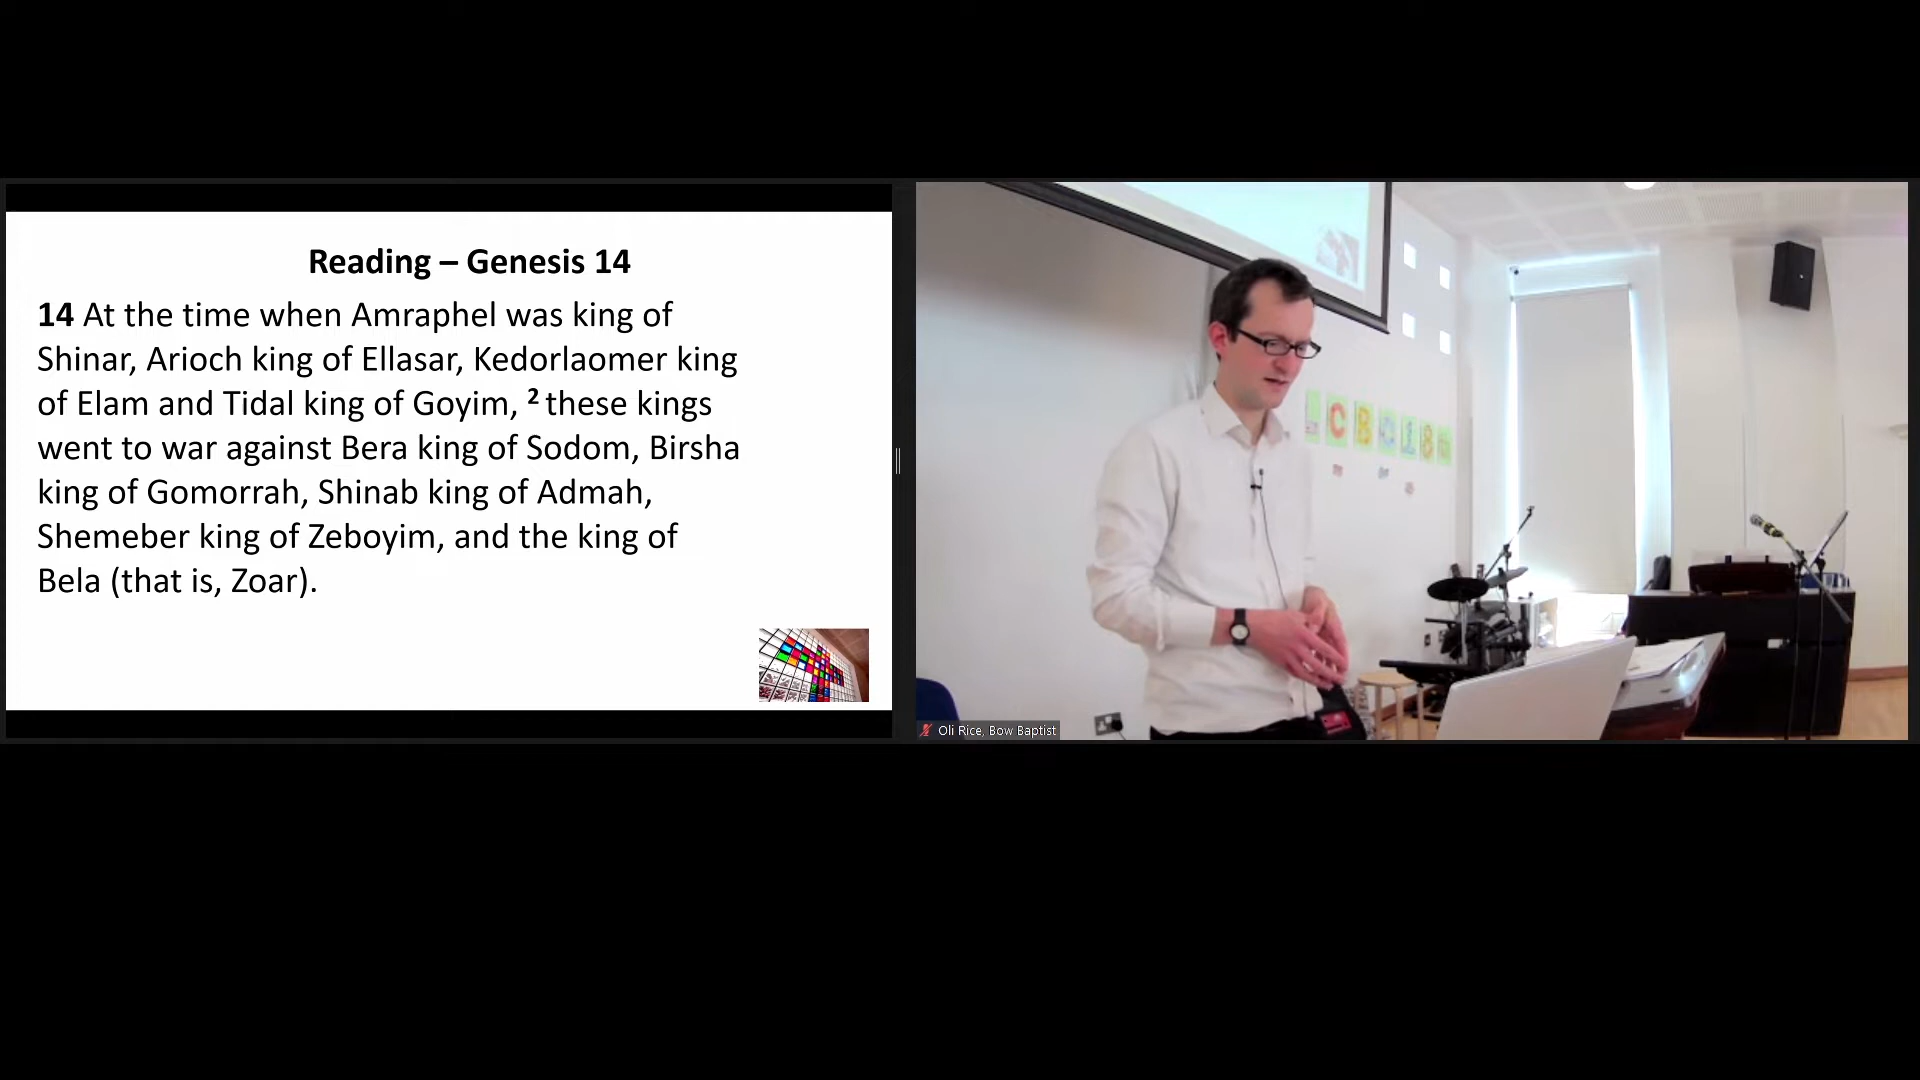 Reading – Genesis 14
14 At the time when Amraphel was king of
Shinar, Arioch king of Ellasar, Kedorlaomer king
of Elam and Tidal king of Goyim, 2 these kings
went to war against Bera king of Sodom, Birsha
king of Gomorrah, Shinab king of Admah,
Shemeber king of Zeboyim, and the king of
Bela (that is, Zoar).
Oli Rice, Bow Baptist